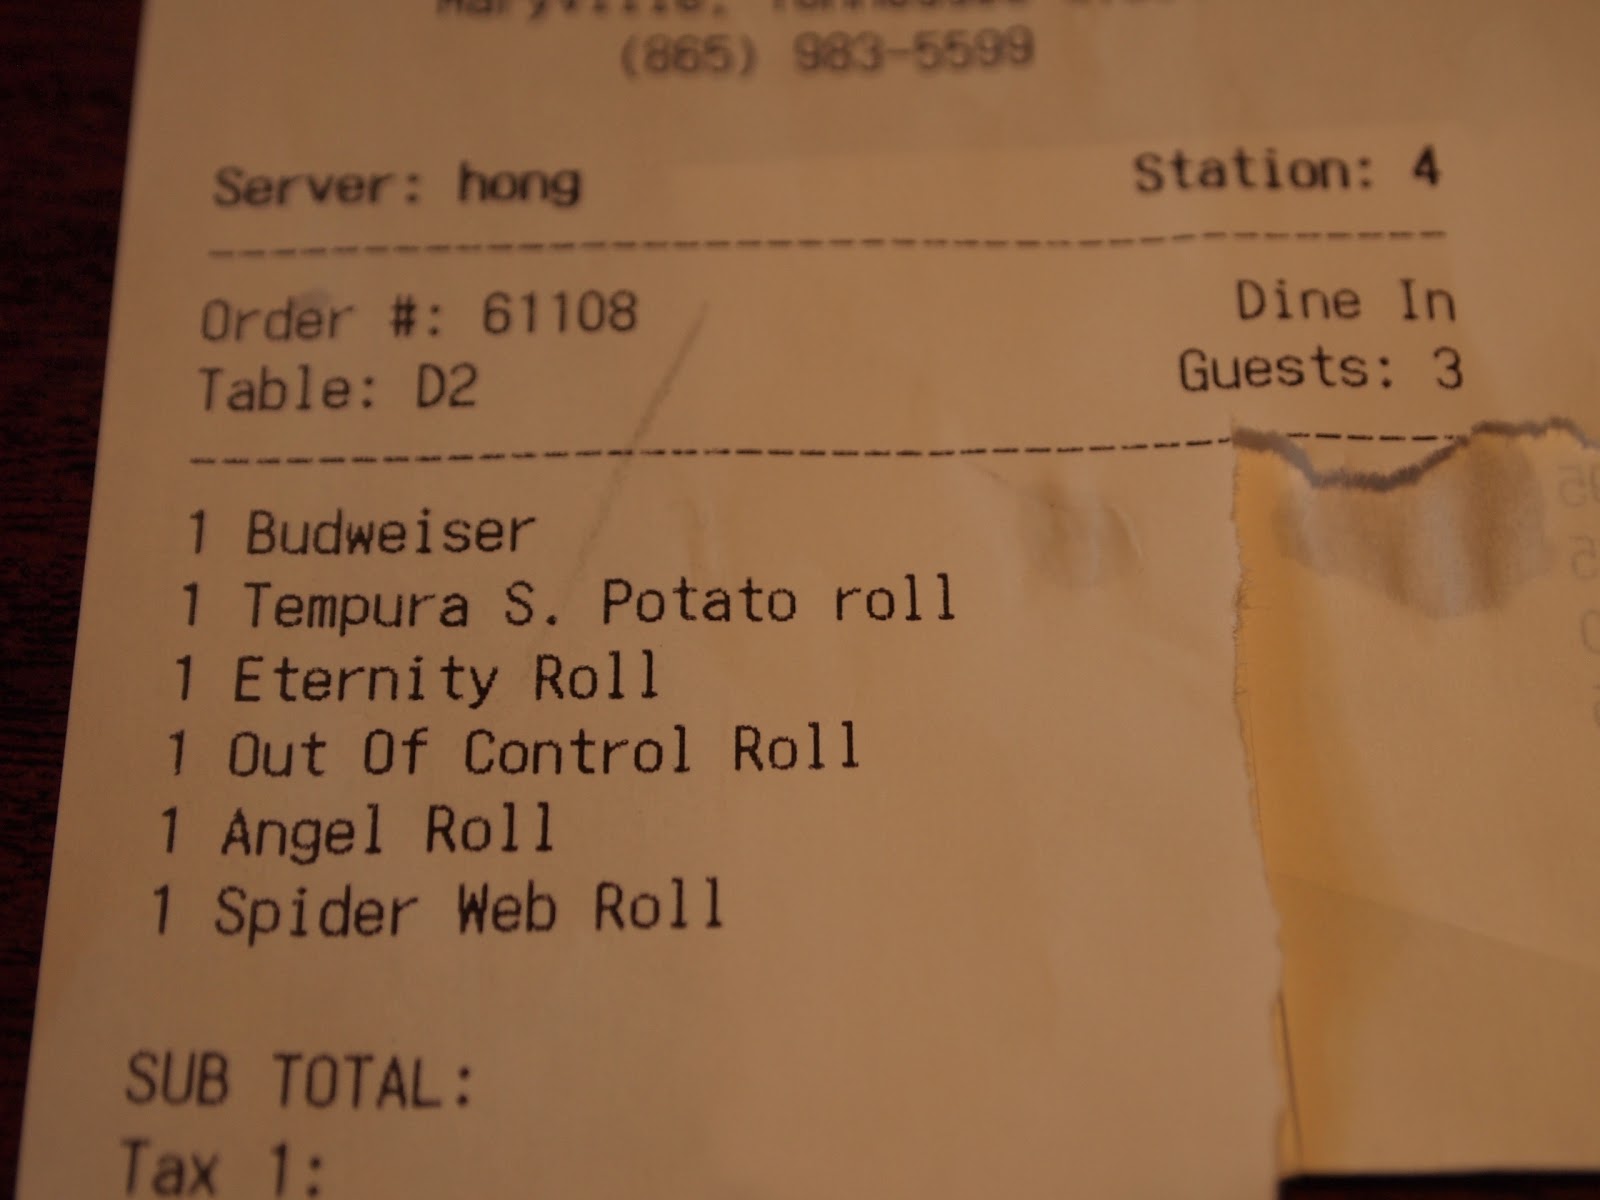 Maryville, Tennessee
(865) 983-5599
Server: hong Station: 4
Order #: 61108 Dine In
Table: D2 Guests: 3
1 Budweiser
1 Tempura S. Potato roll
1 Eternity Roll
1 Out Of Control Roll
1 Angel Roll
1 Spider Web Roll
SUB TOTAL:
Tax 1: